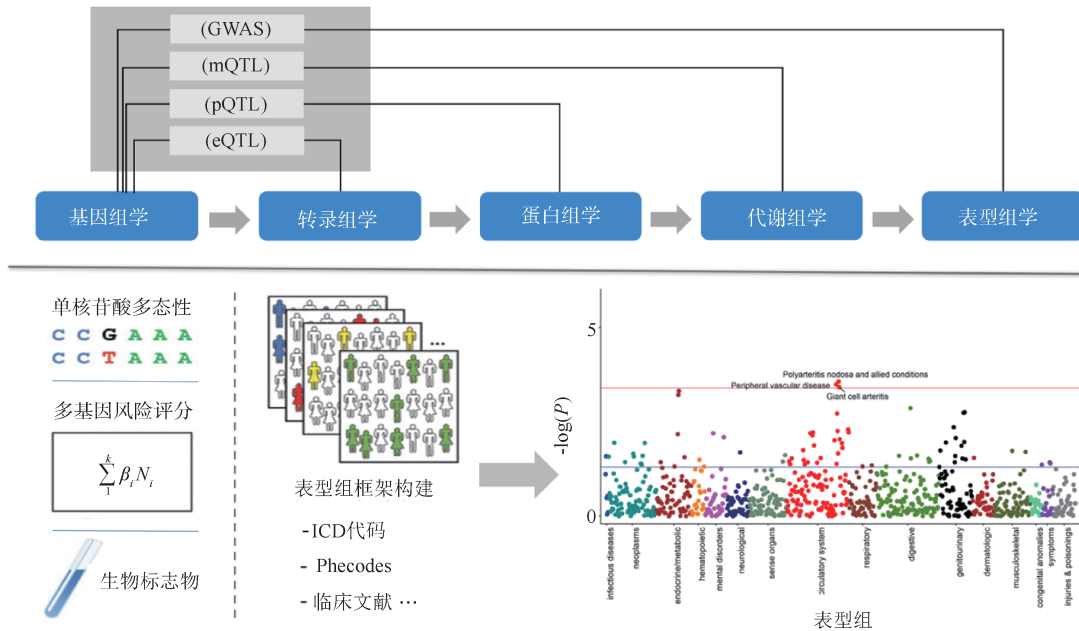 (GWAS)
(mQTL)
(pQTL)
(eQTL)
基因组学
转录组学
蛋白组学
代谢组学
表型组学
单核苷酸多态性
C C G A A A
C C T A A A
多基因风险评分
k
∑ βᵢNᵢ
1
生物标志物
...
表型组框架构建
-ICD代码
- Phecodes
- 临床文献 …
-log(P)
5
0
Polyarteritis nodosa and allied conditions
Peripheral vascular disease
Giant cell arteritis
infectious diseases
neoplasms
endocrine/metabolic
hematopoietic
mental disorders
neurological
sense organs
circulatory system
respiratory
digestive
genitourinary
dermatologic
musculoskeletal
congenital anomalies
symptoms
injuries & poisonings
表型组